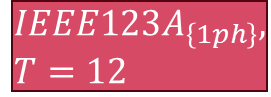 IEEE123A_{1ph},
T = 12